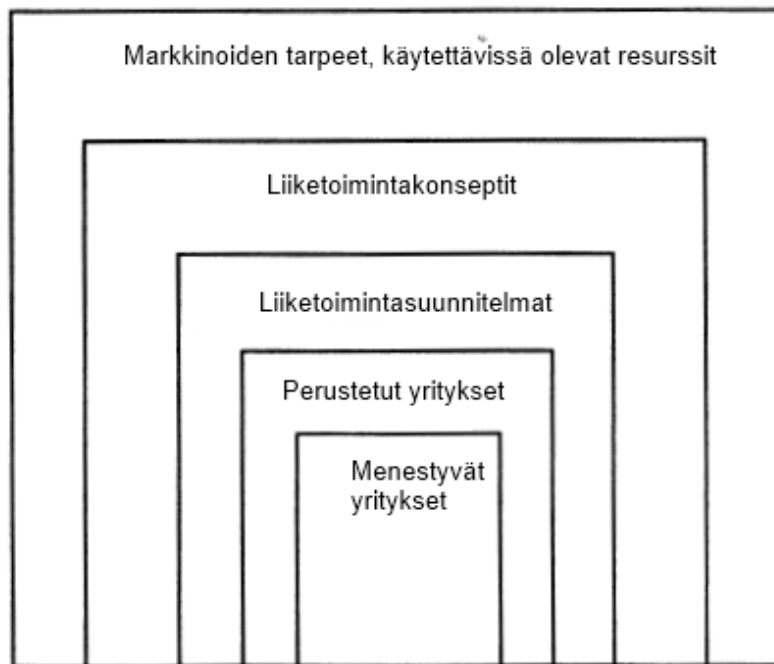 Markkinoiden tarpeet, käytettävissä olevat resurssit
Liiketoimintakonseptit
Liiketoimintasuunnitelmat
Perustetut yritykset
Menestyvät
yritykset